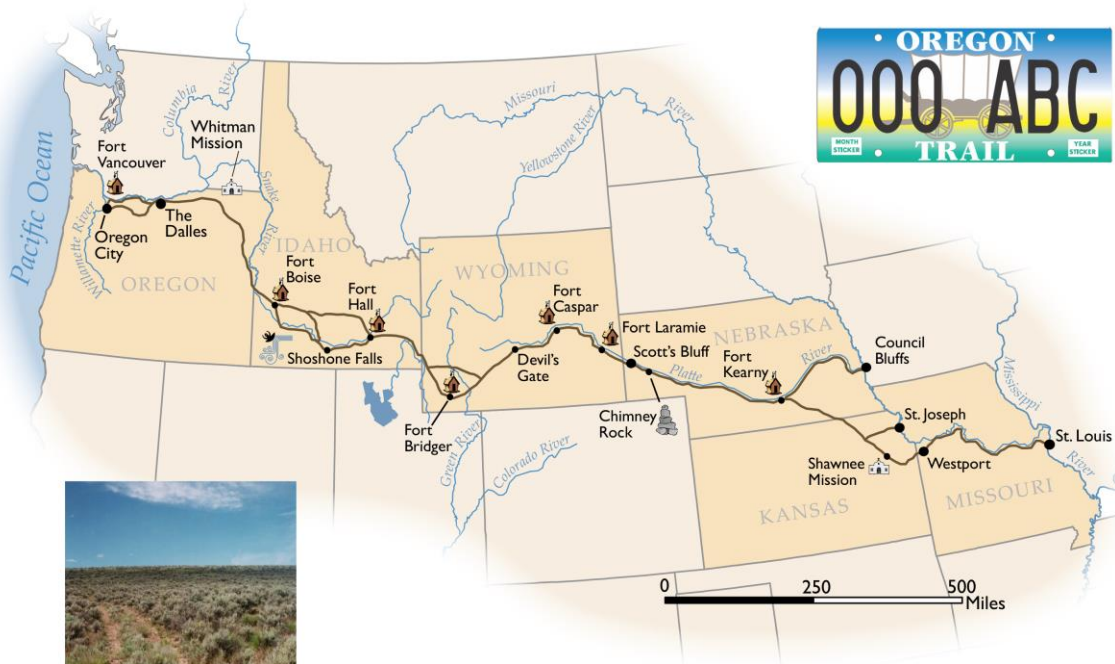 OREGON
000 ABC
MONTH
STICKER
TRAIL
YEAR
STICKER
Pacific Ocean
Columbia
River
Whitman
Mission
Fort
Vancouver
Oregon
City
The
Dalles
Willamette River
OREGON
Snake
River
IDAHO
Fort
Boise
Fort
Hall
Shoshone Falls
Missouri
River
Yellowstone River
WYOMING
Fort
Caspar
Devil's
Gate
Fort
Bridger
Green River
Colorado River
Fort Laramie
Scott's Bluff
Chimney
Rock
Platte
River
NEBRASKA
Fort
Kearny
Council
Bluffs
St. Joseph
Shawnee
Mission
Westport
KANSAS
MISSOURI
Mississippi
River
St. Louis
0 250 500
Miles